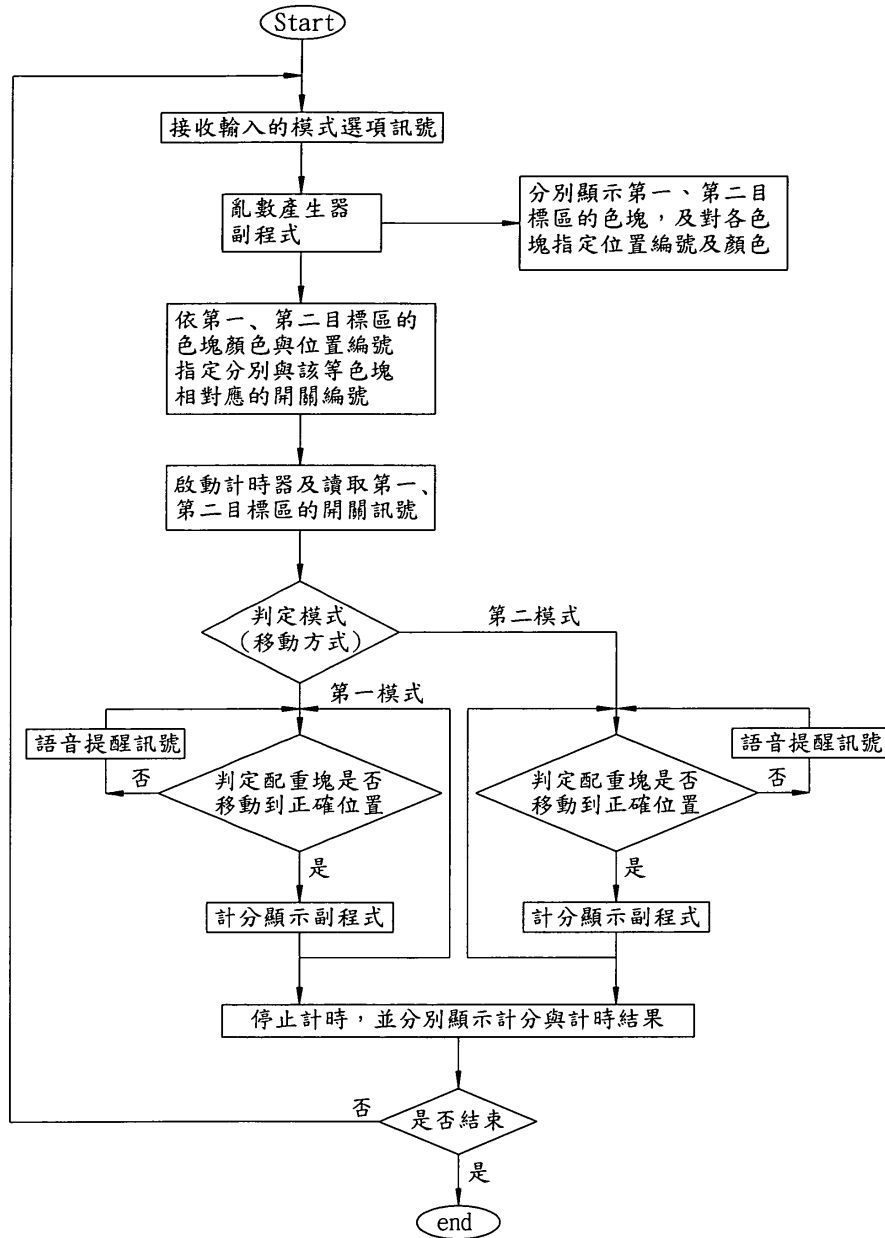 Start
接收輸入的模式選項訊號
亂數產生器
副程式
分別顯示第一、第二目
標區的色塊，及對各色
塊指定位置編號及顏色
依第一、第二目標區的
色塊顏色與位置編號
指定分別與該等色塊
相對應的開關編號
啟動計時器及讀取第一、
第二目標區的開關訊號
判定模式
(移動方式)
第二模式
第一模式
語音提醒訊號
否
判定配重塊是否
移動到正確位置
是
計分顯示副程式
語音提醒訊號
否
判定配重塊是否
移動到正確位置
是
計分顯示副程式
停止計時，並分別顯示計分與計時結果
否
是否結束
是
end